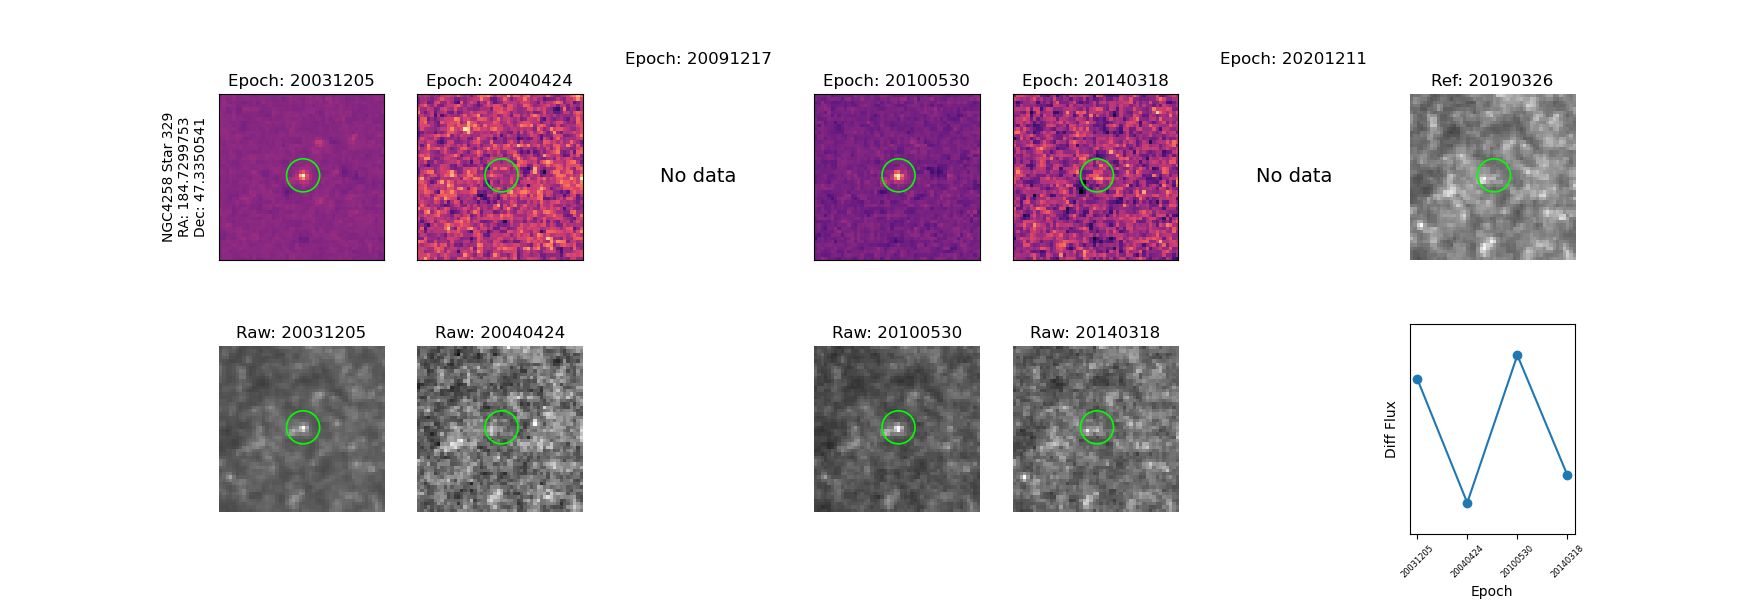 Epoch: 20031205
Epoch: 20040424
Epoch: 20091217
Epoch: 20100530
Epoch: 20140318
Epoch: 20201211
Ref: 20190326
NGC4258 Star 329
RA: 184.7299753
Dec: 47.3350541
No data
No data
Raw: 20031205
Raw: 20040424
Raw: 20100530
Raw: 20140318
Diff Flux
20031205
20040424
20100530
20140318
Epoch